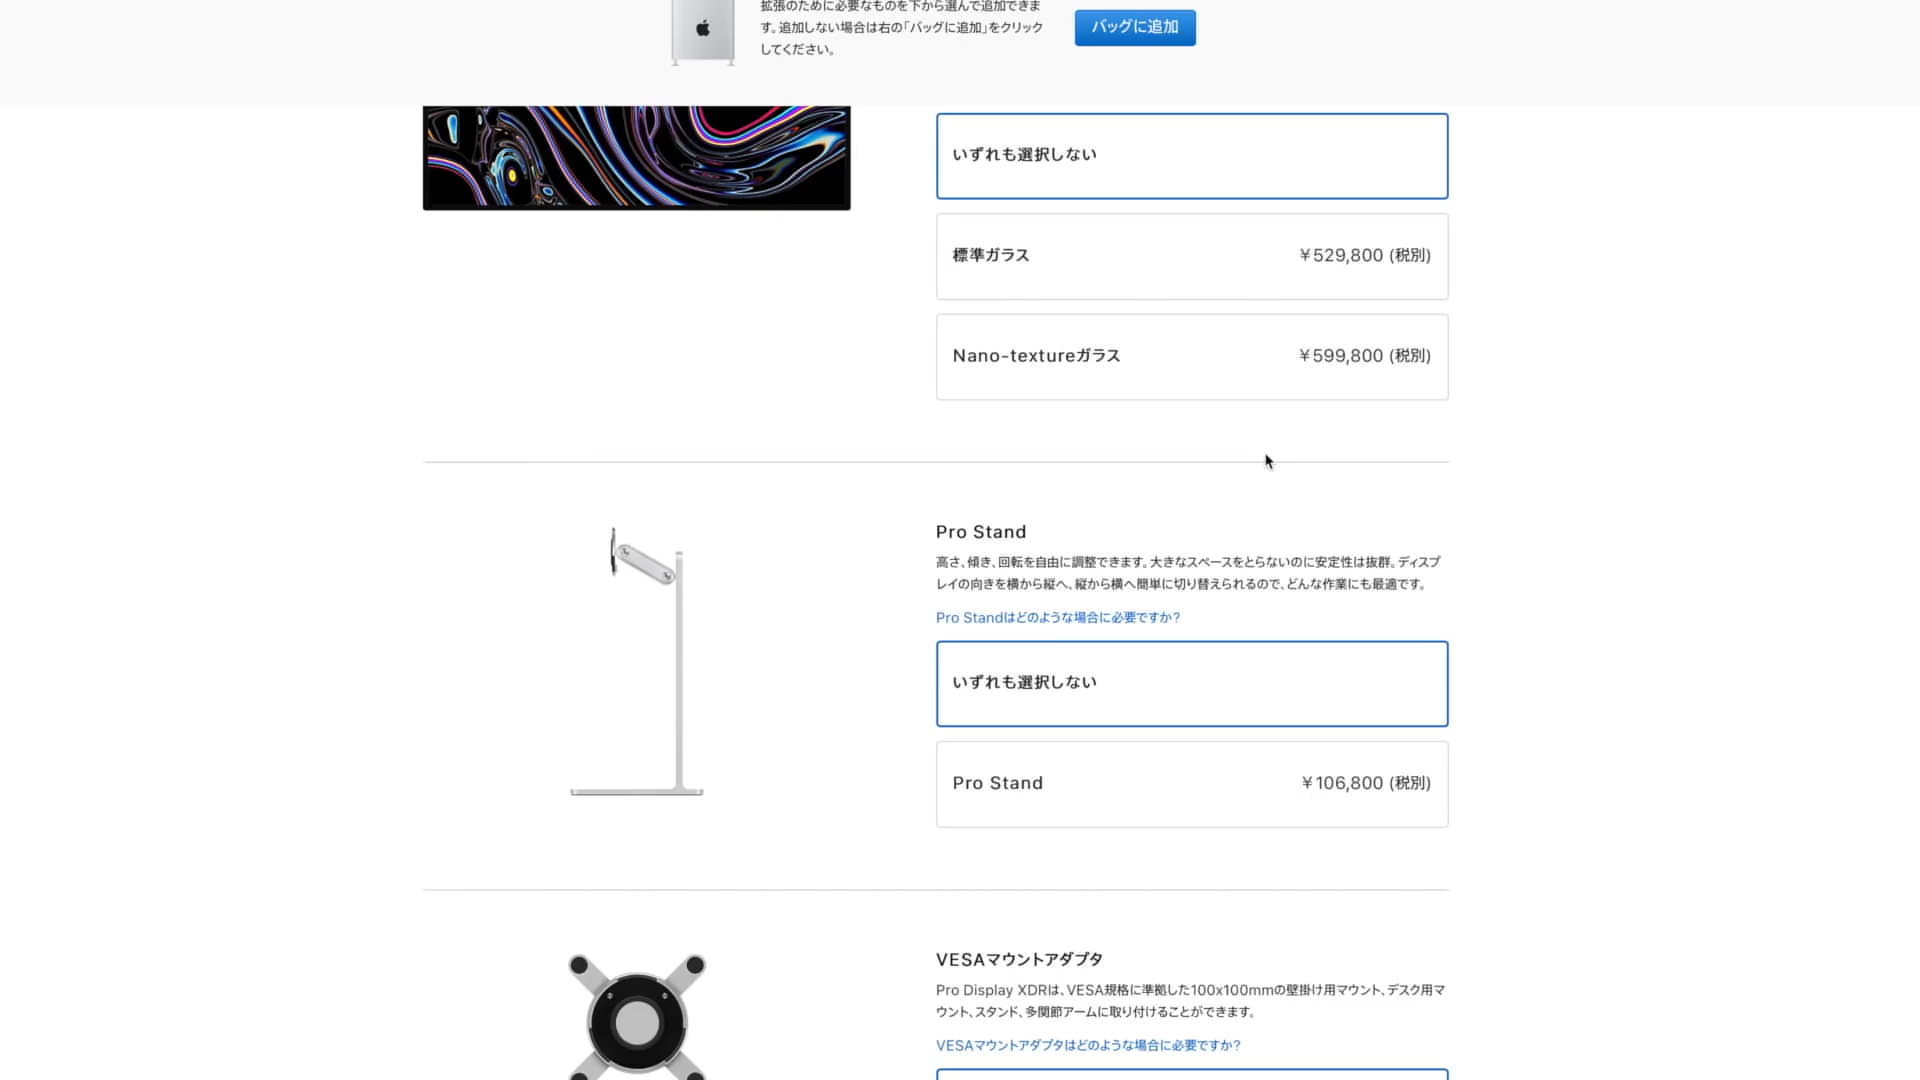 拡張のために必要なものを下から選んで追加できま
す。追加しない場合は右の「バッグに追加」をクリック
してください。
バッグに追加
いずれも選択しない
標準ガラス ￥529,800 (税別)
Nano-textureガラス ￥599,800 (税別)
Pro Stand
高さ、傾き、回転を自由に調整できます。大きなスペースをとらないのに安定性は抜群。ディスプ
レイの向きを横から縦へ、縦から横へ簡単に切り替えられるので、どんな作業にも最適です。
Pro Standはどのような場合に必要ですか？
いずれも選択しない
Pro Stand ￥106,800 (税別)
VESAマウントアダプタ
Pro Display XDRは、VESA規格に準拠した100x100mmの壁掛け用マウント、デスク用マ
ウント、スタンド、多関節アームに取り付けることができます。
VESAマウントアダプタはどのような場合に必要ですか？